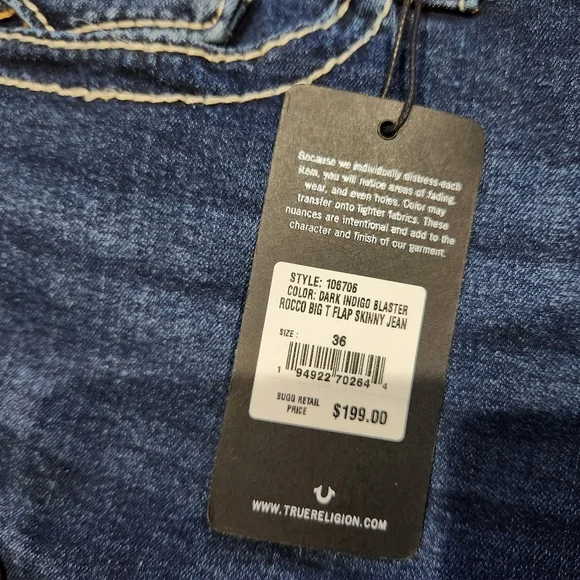 Because we individually distress each
item, you will notice areas of fading,
wear, and even holes. Color may
transfer onto lighter fabrics. These
nuances are intentional and add to the
character and finish of our garment.
STYLE: 106706
COLOR: DARK INDIGO BLASTER
ROCCO BIG T FLAP SKINNY JEAN
SIZE: 36
1 94922 70264 4
SUGG RETAIL
PRICE $199.00
WWW.TRUERELIGION.COM